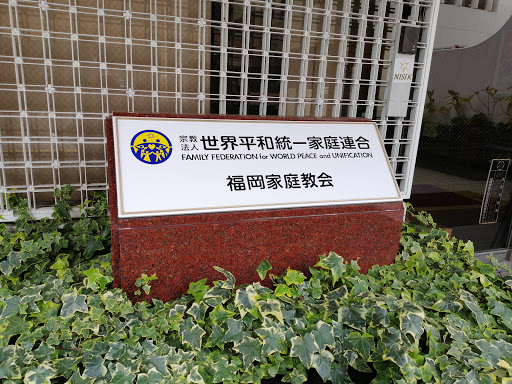 宗教法人 世界平和統一家庭連合
FAMILY FEDERATION for WORLD PEACE and UNIFICATION
福岡家庭教会
NISIN